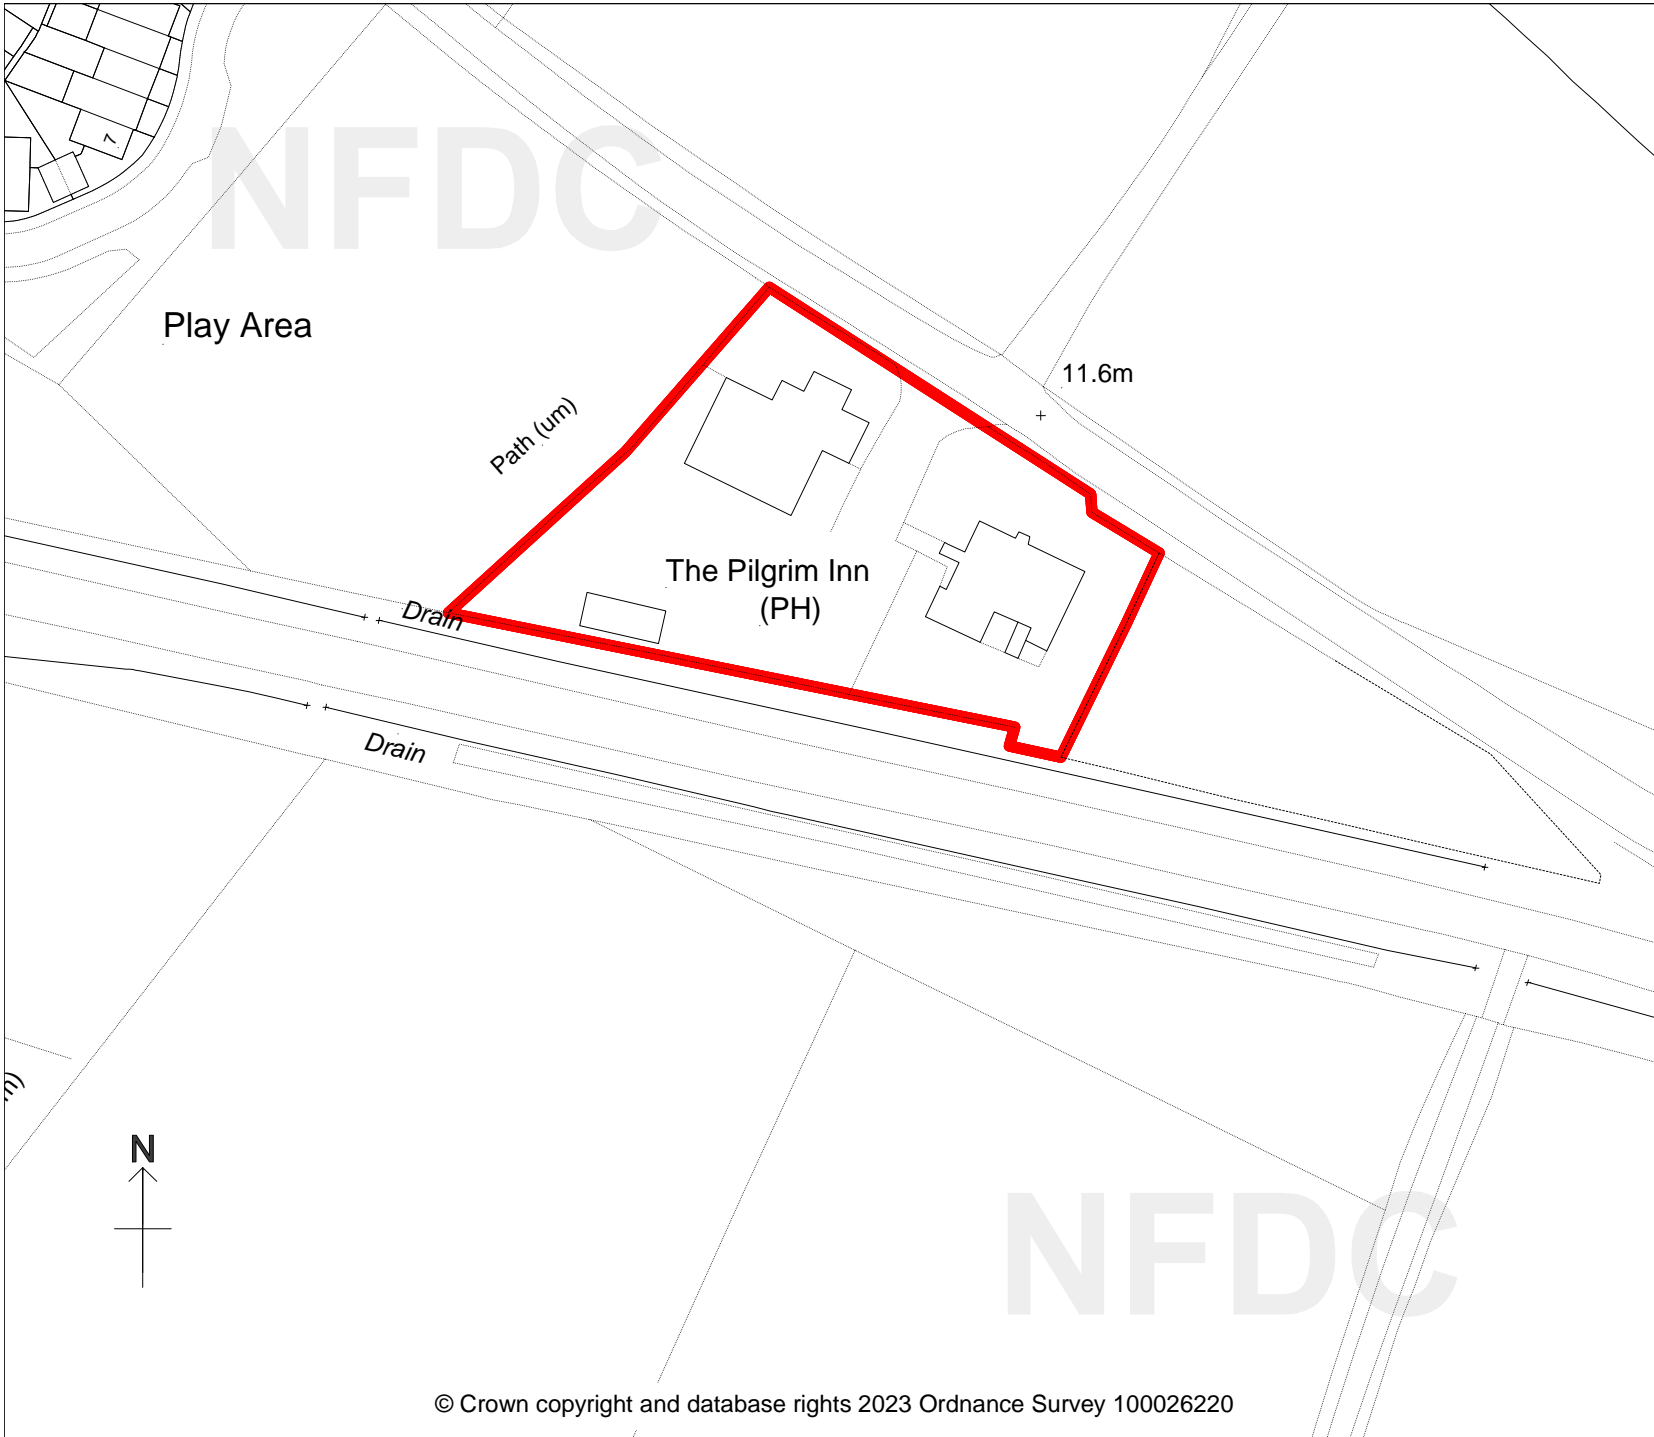 7
NFDC
Play Area
11.6m
Path (um)
The Pilgrim Inn
(PH)
Drain
Drain
N
NFDC
© Crown copyright and database rights 2023 Ordnance Survey 100026220